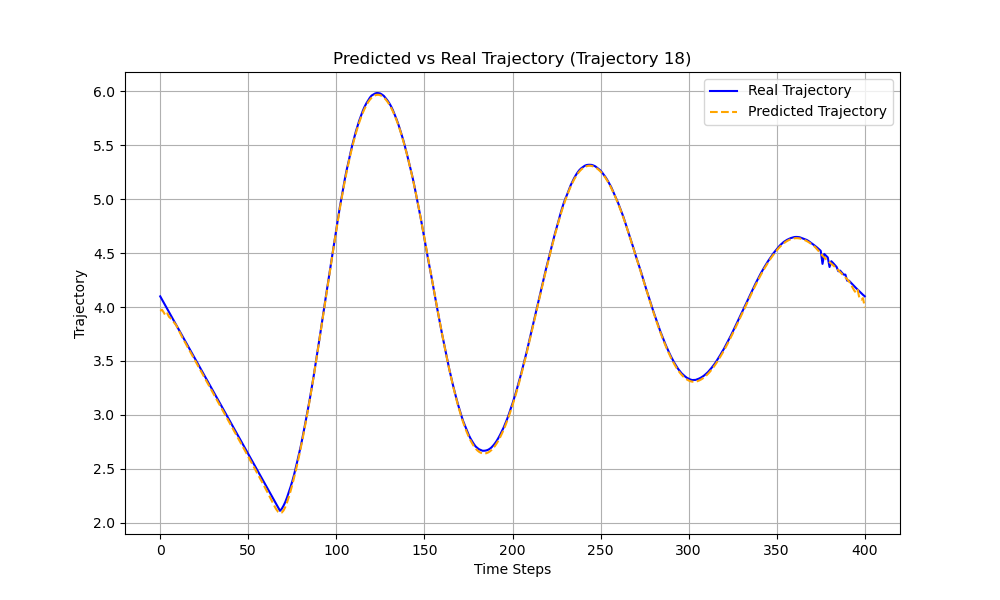 Predicted vs Real Trajectory (Trajectory 18)
Real Trajectory
Predicted Trajectory
Trajectory
6.0
5.5
5.0
4.5
4.0
3.5
3.0
2.5
2.0
0 50 100 150 200 250 300 350 400
Time Steps